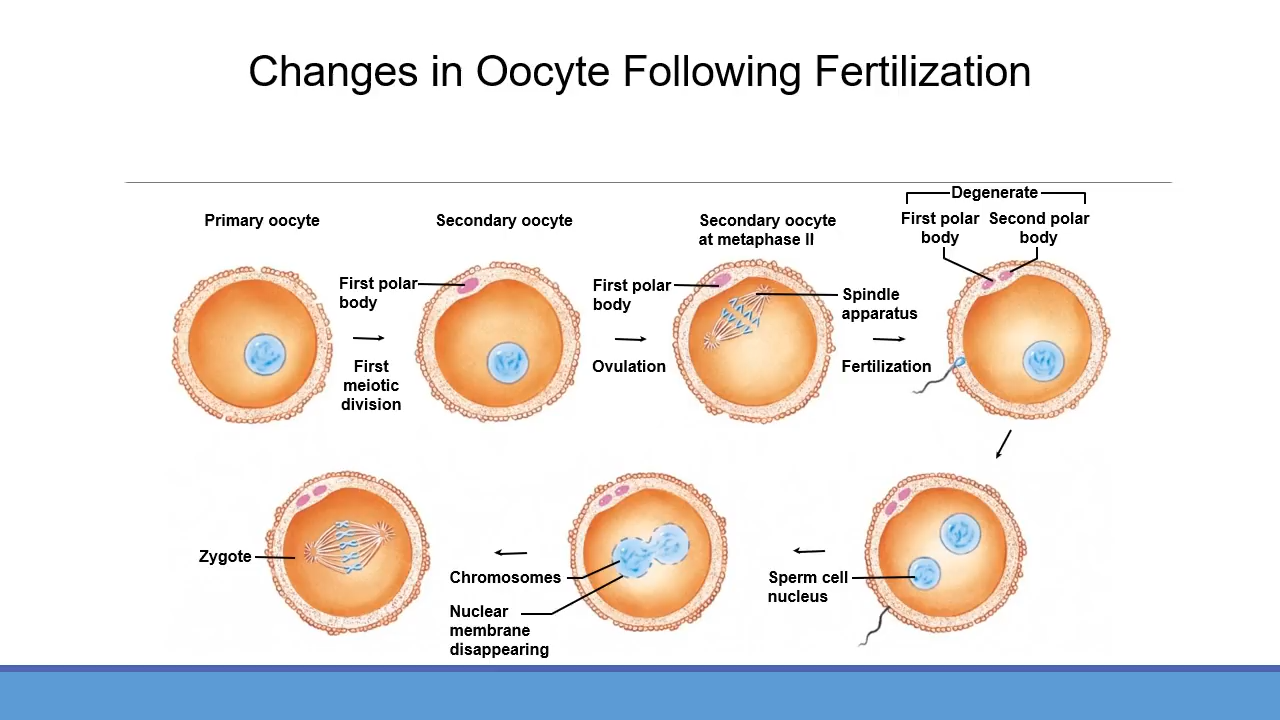 Changes in Oocyte Following Fertilization
Degenerate
Primary oocyte
Secondary oocyte
Secondary oocyte
at metaphase II
First polar
body
Second polar
body
First polar
body
First
meiotic
division
First polar
body
Ovulation
Spindle
apparatus
Fertilization
Zygote
Chromosomes
Nuclear
membrane
disappearing
Sperm cell
nucleus